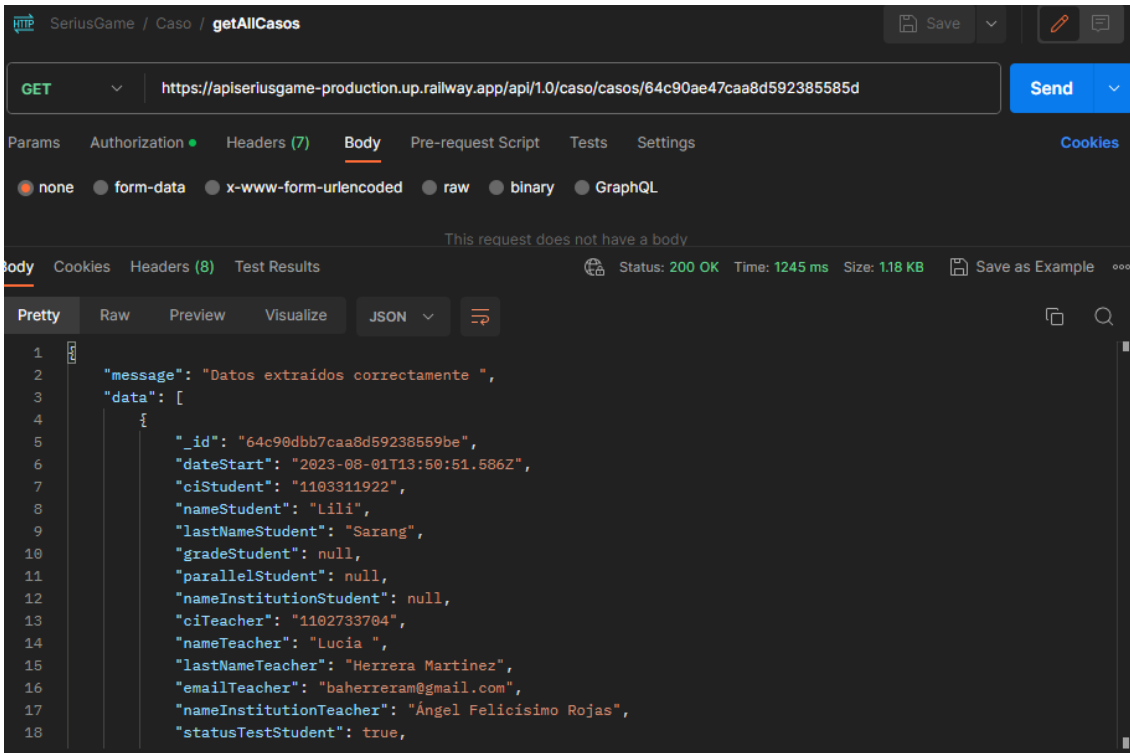 HTTP SeriusGame / Caso / getAllCasos Save
GET https://apiseriusgame-production.up.railway.app/api/1.0/caso/casos/64c90ae47caa8d592385585d Send
Params Authorization Headers (7) Body Pre-request Script Tests Settings Cookies
none form-data x-www-form-urlencoded raw binary GraphQL
This request does not have a body
Body Cookies Headers (8) Test Results Status: 200 OK Time: 1245 ms Size: 1.18 KB Save as Example
Pretty Raw Preview Visualize JSON
1 {
2 "message": "Datos extraídos correctamente ",
3 "data": [
4 {
5 "_id": "64c90dbb7caa8d59238559be",
6 "dateStart": "2023-08-01T13:50:51.586Z",
7 "ciStudent": "1103311922",
8 "nameStudent": "Lili",
9 "lastNameStudent": "Sarang",
10 "gradeStudent": null,
11 "parallelStudent": null,
12 "nameInstitutionStudent": null,
13 "ciTeacher": "1102733704",
14 "nameTeacher": "Lucia ",
15 "lastNameTeacher": "Herrera Martinez",
16 "emailTeacher": "baherreram@gmail.com",
17 "nameInstitutionTeacher": "Ángel Felicísimo Rojas",
18 "statusTestStudent": true,